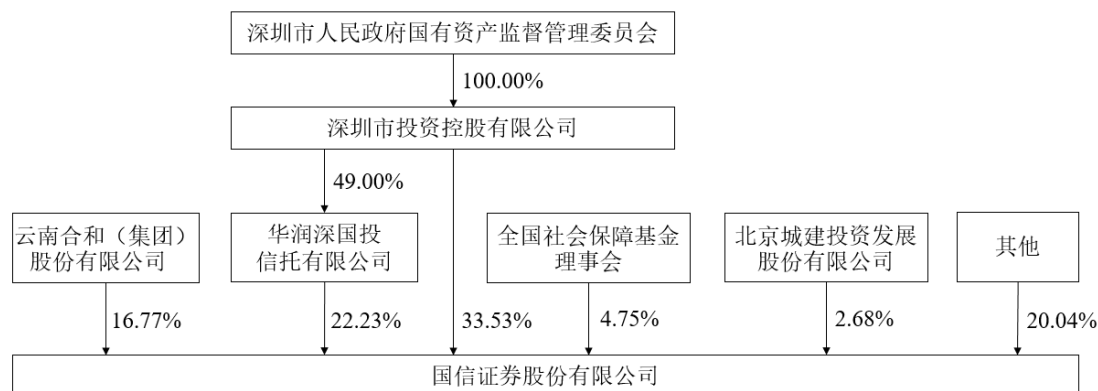 深圳市人民政府国有资产监督管理委员会
100.00%
深圳市投资控股有限公司
49.00%
云南合和（集团）
股份有限公司
华润深国投
信托有限公司
全国社会保障基金
理事会
北京城建投资发展
股份有限公司
其他
16.77%
22.23%
33.53%
4.75%
2.68%
20.04%
国信证券股份有限公司